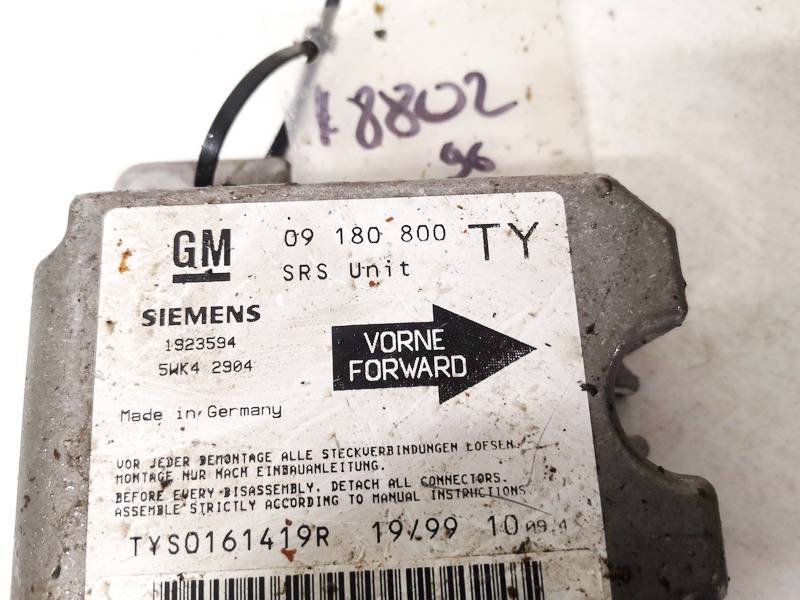 18802
96
GM 09 180 800 TY
SRS Unit
SIEMENS
1923594
5WK4 2904
VORNE
FORWARD
Made in Germany
VOR JEDER DEMONTAGE ALLE STECKVERBINDUNGEN LOESEN.
MONTAGE NUR NACH EINBAUANLEITUNG.
BEFORE EVERY DISASSEMBLY, DETACH ALL CONNECTORS.
ASSEMBLE STRICTLY ACCORDING TO MANUAL INSTRUCTIONS
TYS0161419R 19/99 10